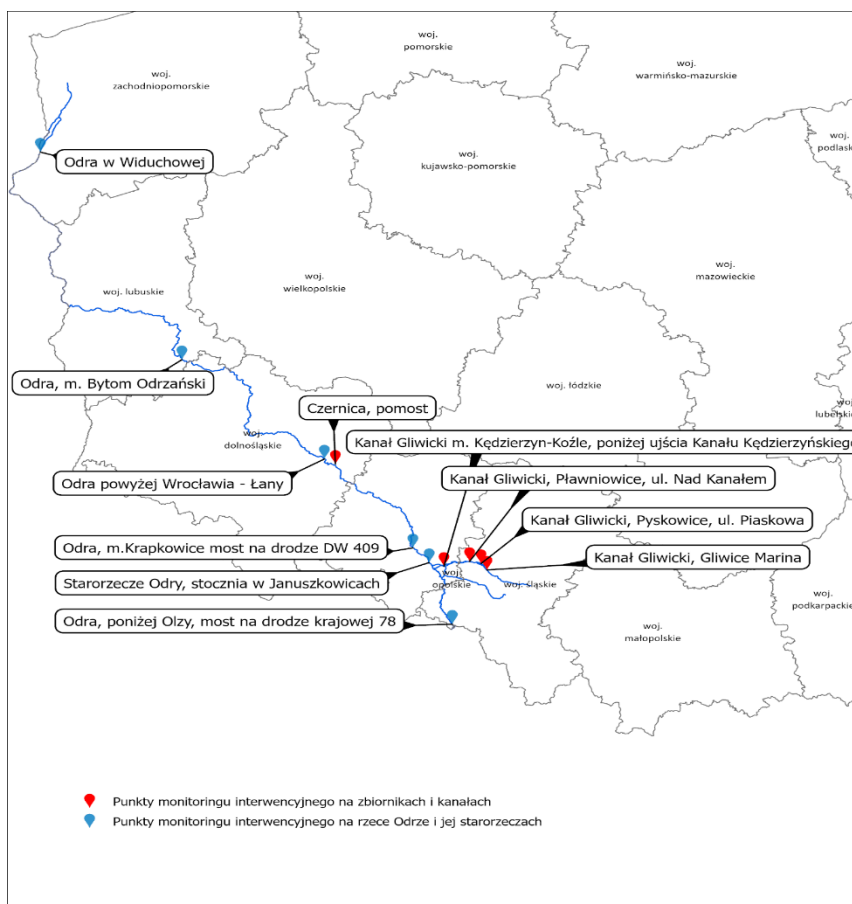 woj.
pomorskie
woj.
zachodniopomorskie
woj.
warmińsko-mazurskie
woj.
podlask
Odra w Widuchowej
woj.
kujawsko-pomorskie
woj.
mazowieckie
woj. lubuskie
woj.
wielkopolskie
Odra, m. Bytom Odrzański
woj. łódzkie
woj.
lubelskie
Czernica, pomost
woj.
dolnośląskie
Kanał Gliwicki m. Kędzierzyn-Koźle, poniżej ujścia Kanału Kędzierzyńskiego
Odra powyżej Wrocławia - Łany
Kanał Gliwicki, Pławniowice, ul. Nad Kanałem
Kanał Gliwicki, Pyskowice, ul. Piaskowa
Odra, m.Krapkowice most na drodze DW 409
Kanał Gliwicki, Gliwice Marina
Starorzecze Odry, stocznia w Januszkowicach
woj.
opolskie
woj. śląskie
woj.
podkarpackie
Odra, poniżej Olzy, most na drodze krajowej 78
woj.
małopolskie
Punkty monitoringu interwencyjnego na zbiornikach i kanałach
Punkty monitoringu interwencyjnego na rzece Odrze i jej starorzeczach